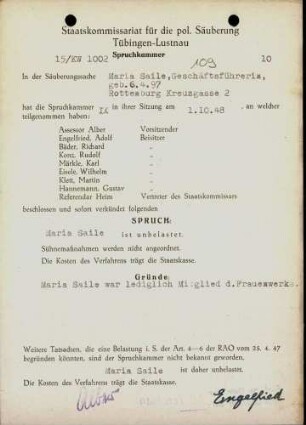 Staatskommissariat für die pol. Säuberung
Tübingen-Lustnau
Spruchkammer
15/ 1002 109 10
In der Säuberungssache Maria Saile, Geschäftsführerin,
geb. 6.4.97
Rottenburg Kreuzgasse 2
hat die Spruchkammer IX in ihrer Sitzung am 1.10.48, an welcher
teilgenommen haben:
Assessor Alber Vorsitzender
Engelfried, Adolf Beisitzer
Bäder, Richard "
Konz, Rudolf "
Märkle, Karl "
Eisele, Wilhelm "
Klett, Martin "
Hannemann, Gustav "
Referendar Heim Vertreter des Staatskommissars
beschlossen und sofort verkündet folgenden
SPRUCH:
Maria Saile
ist unbelastet.
Sühnemaßnahmen werden nicht angeordnet.
Die Kosten des Verfahrens trägt die Staatskasse.
Gründe:
Maria Saile war lediglich Mitglied d. Frauenwerks.
Weitere Tatsachen, die eine Belastung i. S. der Art. 4—6 der RAO vom 25. 4. 47
begründen könnten, sind der Spruchkammer nicht bekannt geworden.
Maria Saile ist daher unbelastet.
Die Kosten des Verfahrens trägt die Staatskasse.
Alber Engelfried